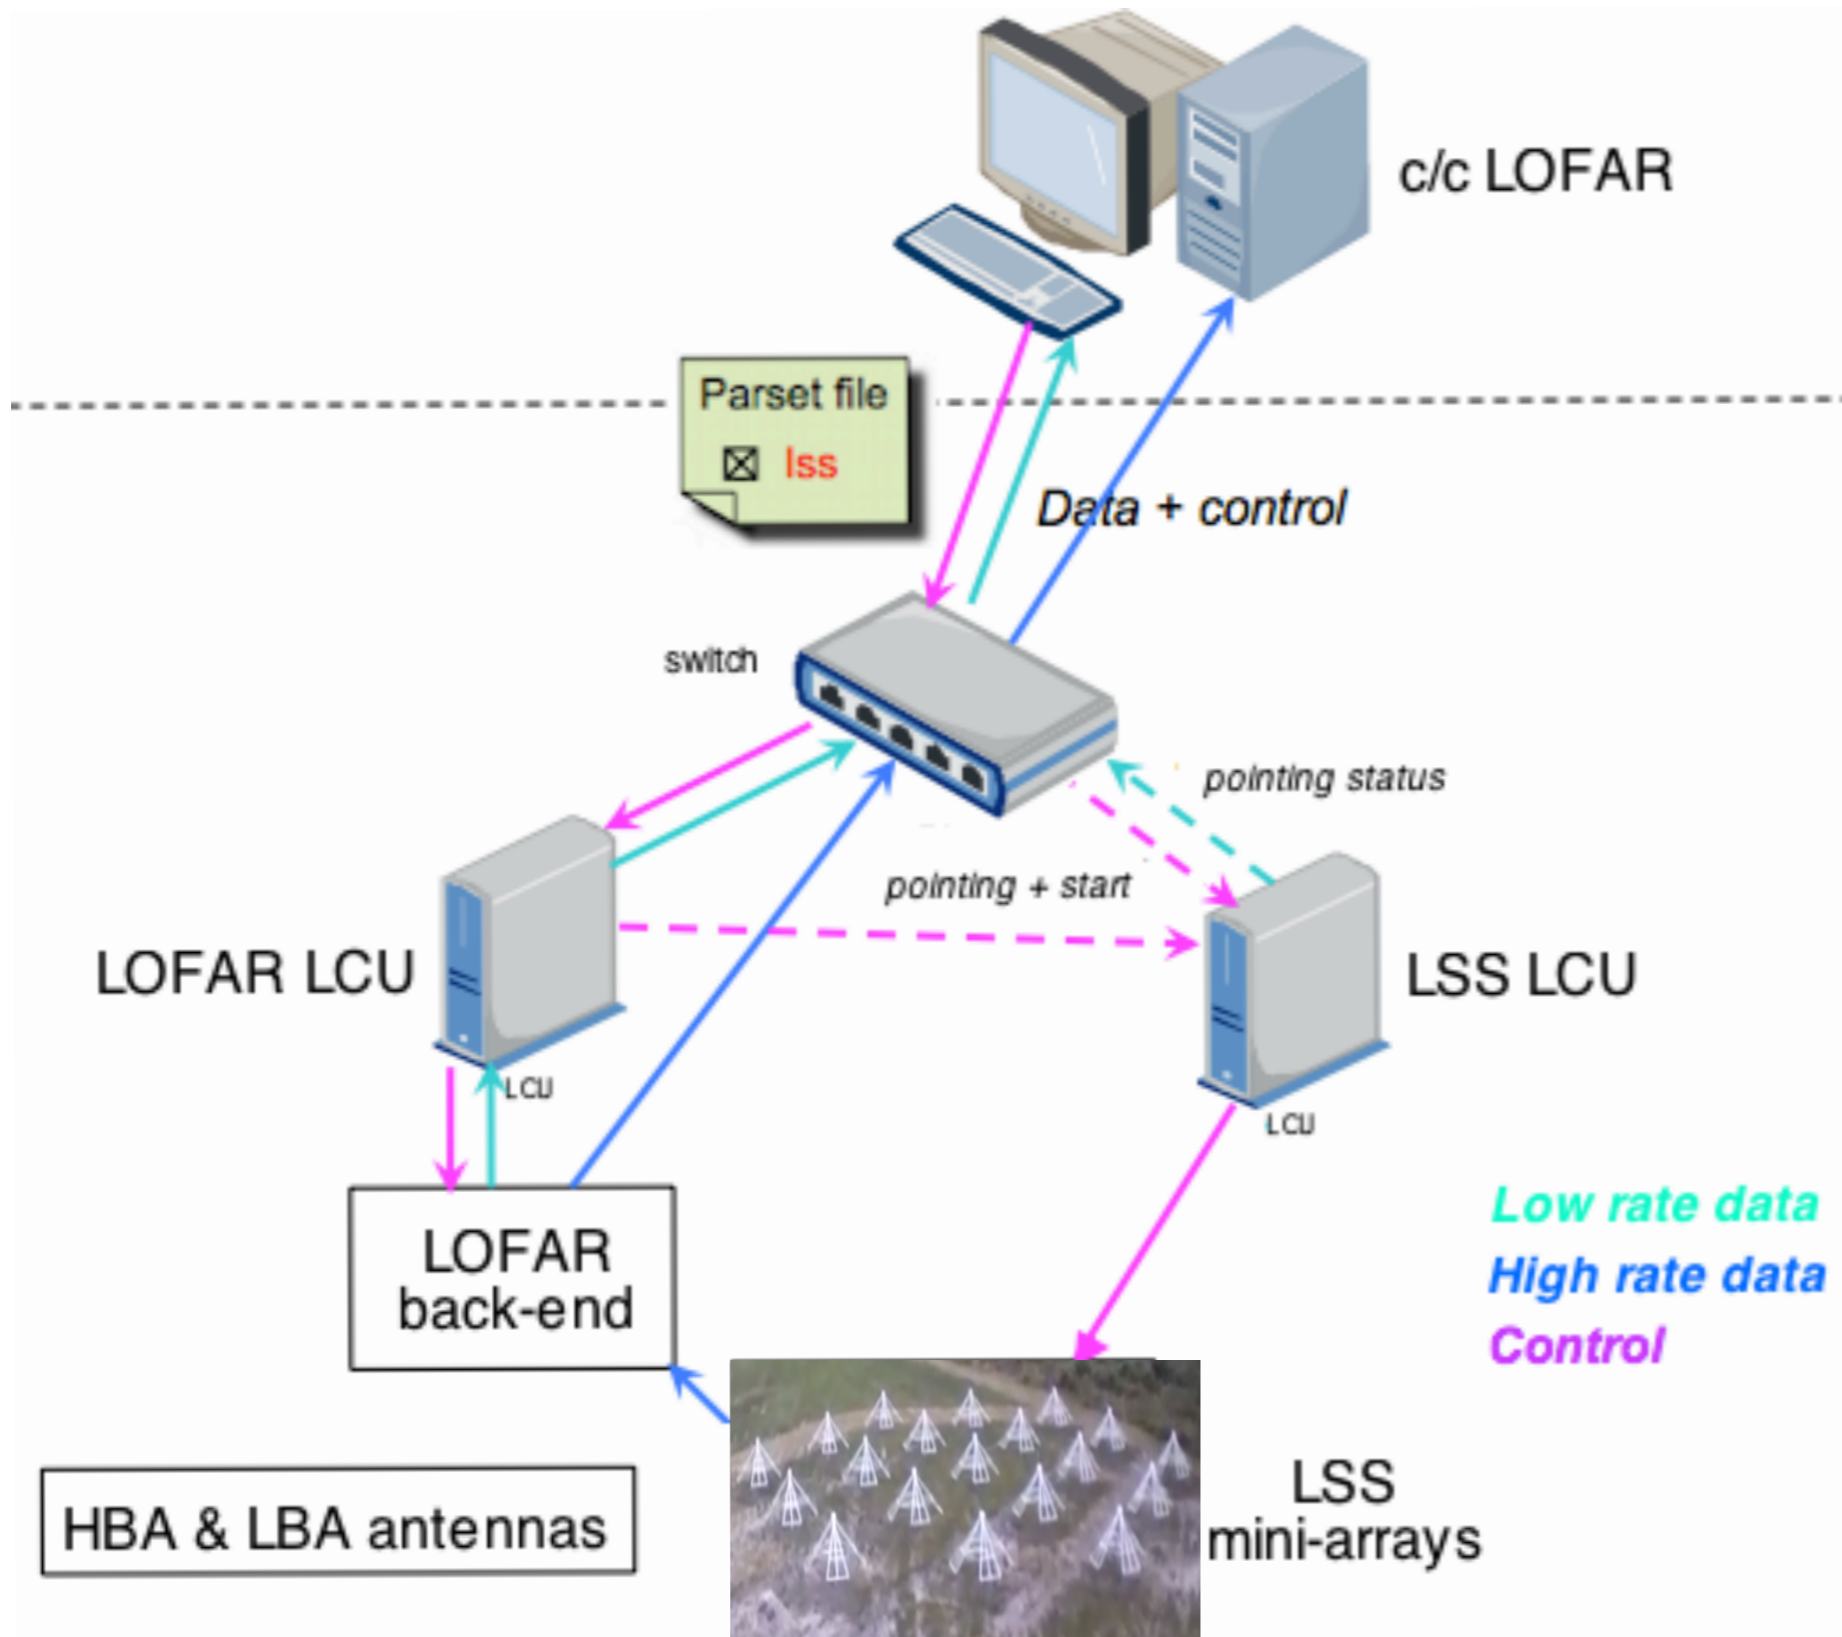 c/c LOFAR
Parset file
lss
Data + control
switch
pointing status
pointing + start
LOFAR LCU
LSS LCU
LCU
LCU
Low rate data
High rate data
Control
LOFAR
back-end
HBA & LBA antennas
LSS
mini-arrays